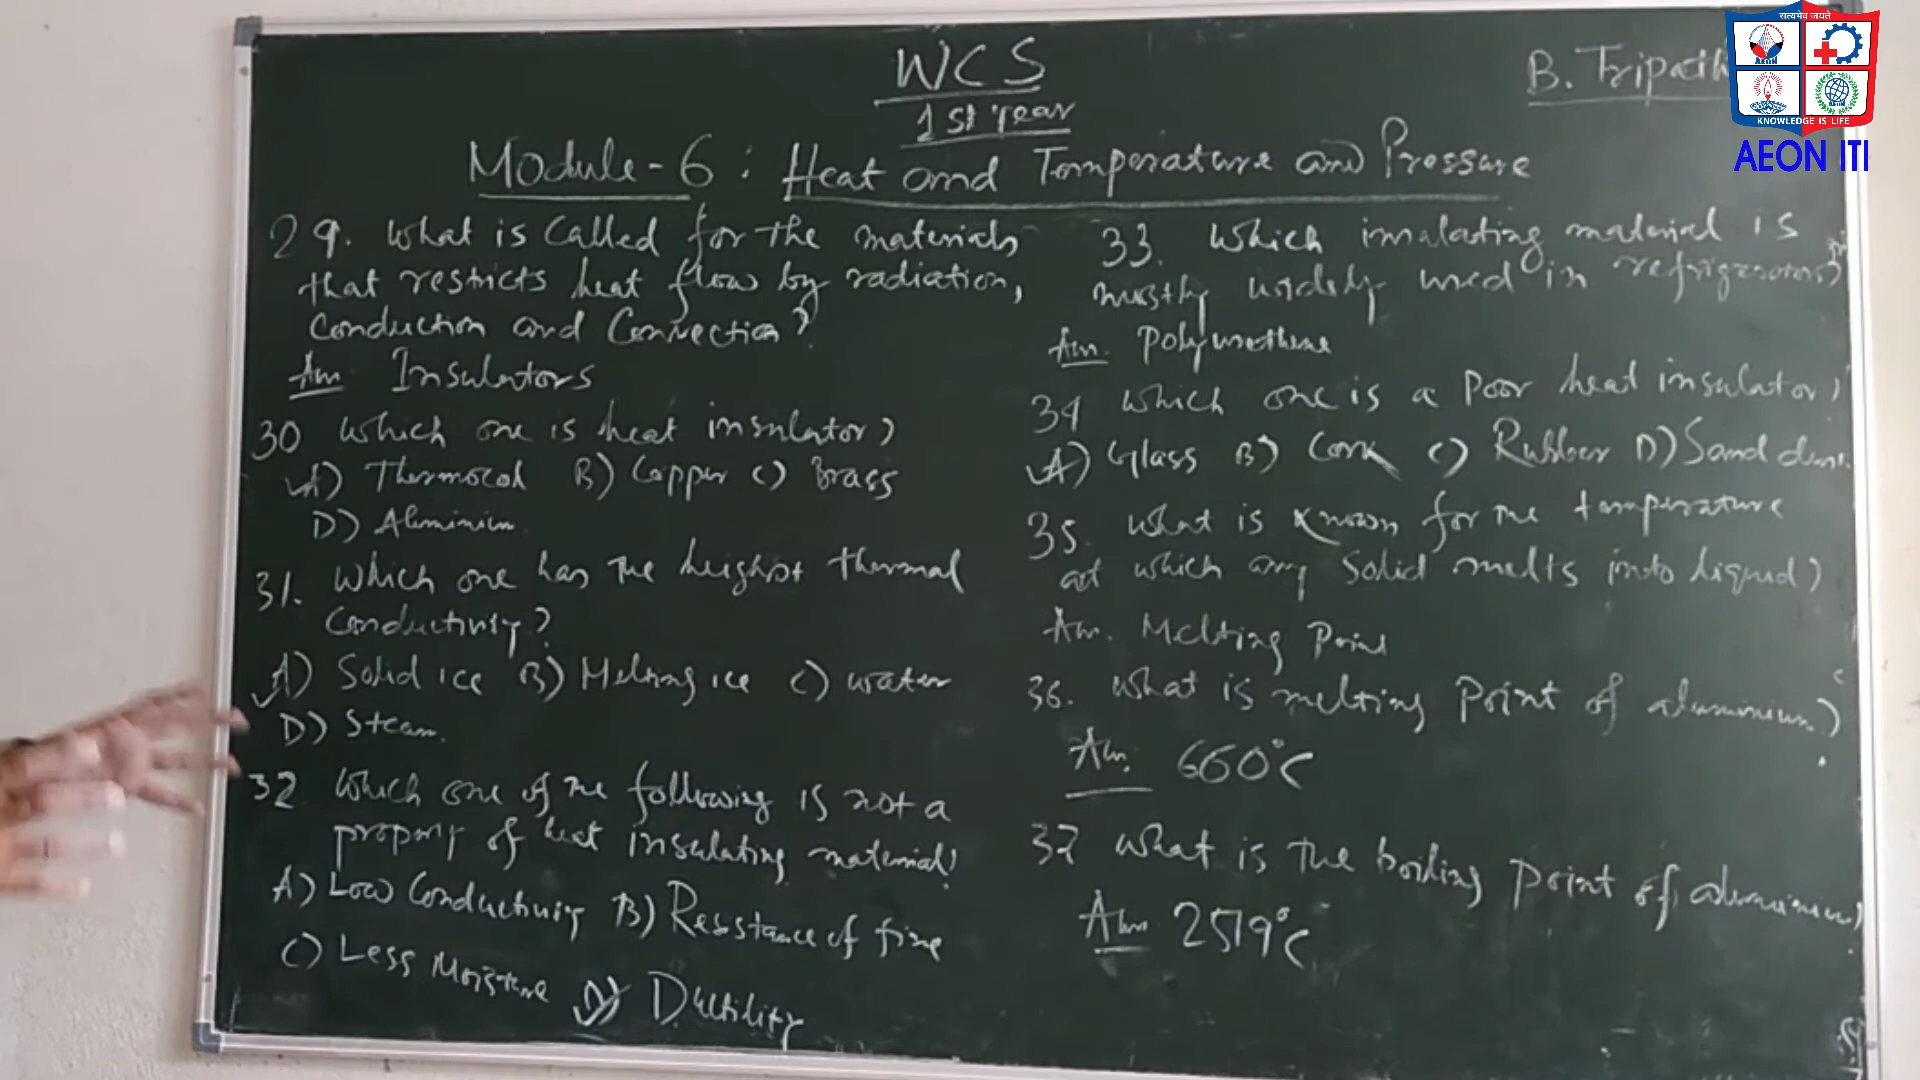 WCS
1st year
B. Tripath
सत्यमेव जयते
AEON
KNOWLEDGE IS LIFE
AEON ITI
Module-6 : Heat and Temperature and Pressure
29. What is called for the materials
that restricts heat flow by radiation,
Conduction and Convection?
Ans Insulators
30 Which one is heat insulator?
A) Thermocol B) Copper C) Brass
D) Aluminium
31. Which one has the heighst thermal
Conductivity?
A) Solid ice B) Melting ice C) water
D) Steam.
32 Which one of the following is not a
property of heat insulating material?
A) Low Conductivity B) Resistance of fire
C) Less Moisture D) Ductility
33. Which insulating material is
mostly widely used in refrigerators?
Ans. Polyurethene
34 Which one is a Poor heat insulator?
A) Glass B) Cork C) Rubber D)
35. What is known for the temperature
at which any Solid melts into liquid?
Ans. Melting Point
36. What is melting Point of aluminium?
Ans. 660°C
37 What is the boiling Point of aluminium?
Ans 2519°C